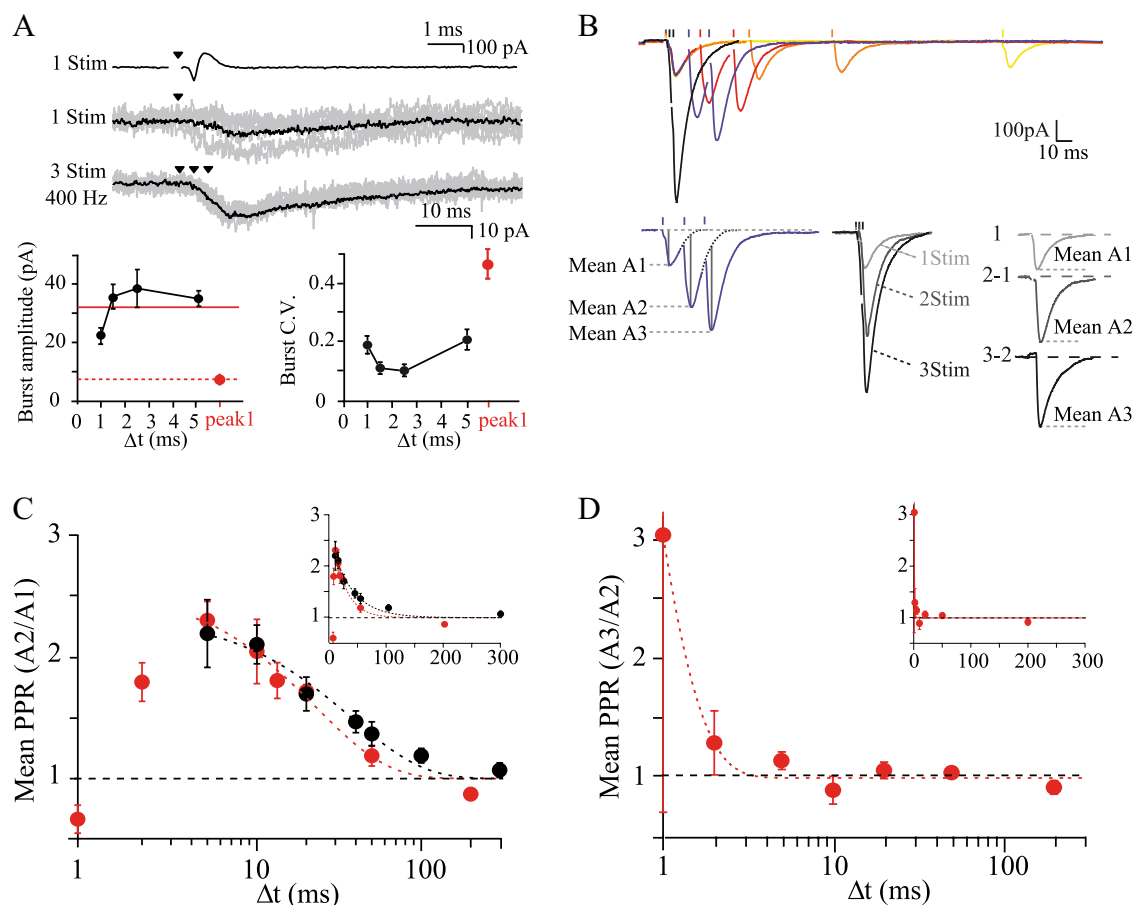 A
1 ms
100 pA
1 Stim
1 Stim
3 Stim
400 Hz
10 ms
10 pA
Burst amplitude (pA)
60
40
20
0
0 1 2 3 4 5 peak1
Δt (ms)
Burst C.V.
0.4
0.2
0
0 1 2 3 4 5 peak1
Δt (ms)
B
100pA
10 ms
Mean A1
Mean A2
Mean A3
1Stim
2Stim
3Stim
1
Mean A1
2-1
Mean A2
3-2
Mean A3
C
Mean PPR (A2/A1)
3
2
1
1 10 100
Δt (ms)
3
2
1
0 100 200 300
D
Mean PPR (A3/A2)
3
2
1
1 10 100
Δt (ms)
3
2
1
0 100 200 300